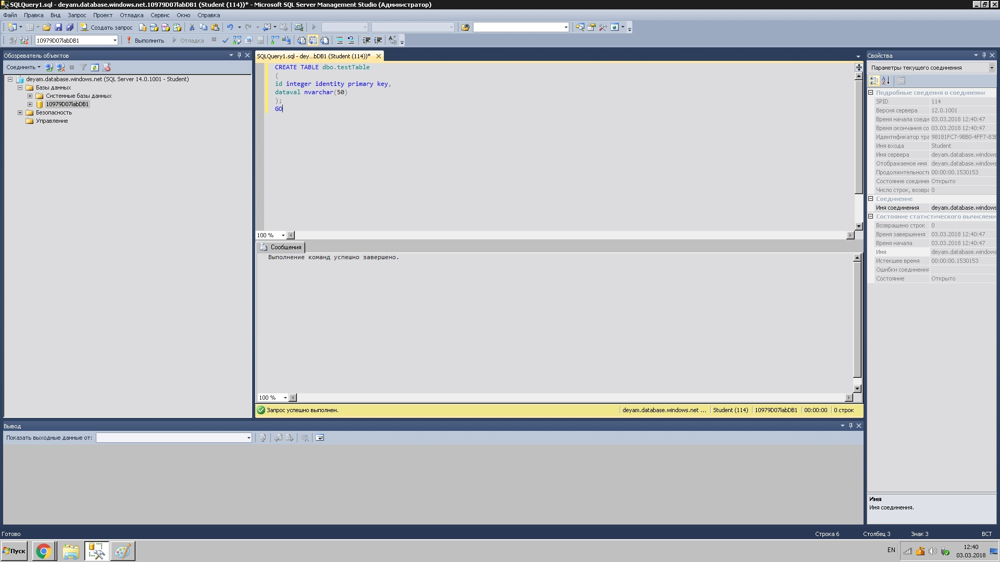 SQLQuery1.sql - deyam.database.windows.net.10979D07labDB1 (Student (114))* - Microsoft SQL Server Management Studio (Администратор)
Файл Правка Вид Запрос Проект Отладка Сервис Окно Справка
Создать запрос
10979D07labDB1 Выполнить Отладка
Обозреватель объектов
Соединить
deyam.database.windows.net (SQL Server 14.0.1001 - Student)
Базы данных
Системные базы данных
10979D07labDB1
Безопасность
Управление
SQLQuery1.sql - dey...bDB1 (Student (114))*
CREATE TABLE dbo.testTable
(
id integer identity primary key,
dataval nvarchar(50)
);
GO
100 %
Сообщения
Выполнение команд успешно завершено.
100 %
Запрос успешно выполнен. deyam.database.windows.net ... Student (114) 10979D07labDB1 00:00:00 0 строк
Свойства
Параметры текущего соединения
Подробные сведения о соединении
SPID 114
Версия сервера 12.0.1001
Время начала соеди 03.03.2018 12:40:47
Время окончания со 03.03.2018 12:40:47
Идентификатор тра 98181FC7-9BB0-4FF7-83E
Имя входа Student
Имя сервера deyam.database.windows
Отображаемое имя deyam.database.windows
Продолжительность 00:00:00.1530153
Состояние соединен Открыто
Число строк, возвра 0
Соединение
Имя соединения deyam.database.windows
Состояние статистического вычислени
Возвращено строк 0
Время завершения 03.03.2018 12:40:47
Время начала 03.03.2018 12:40:47
Имя deyam.database.windows
Истекшее время 00:00:00.1530153
Ошибки соединения
Состояние Открыто
Имя
Имя соединения.
Вывод
Показать выходные данные от:
Готово Строка 6 Столбец 3 Знак 3 ВСТ
Пуск EN 12:40
03.03.2018